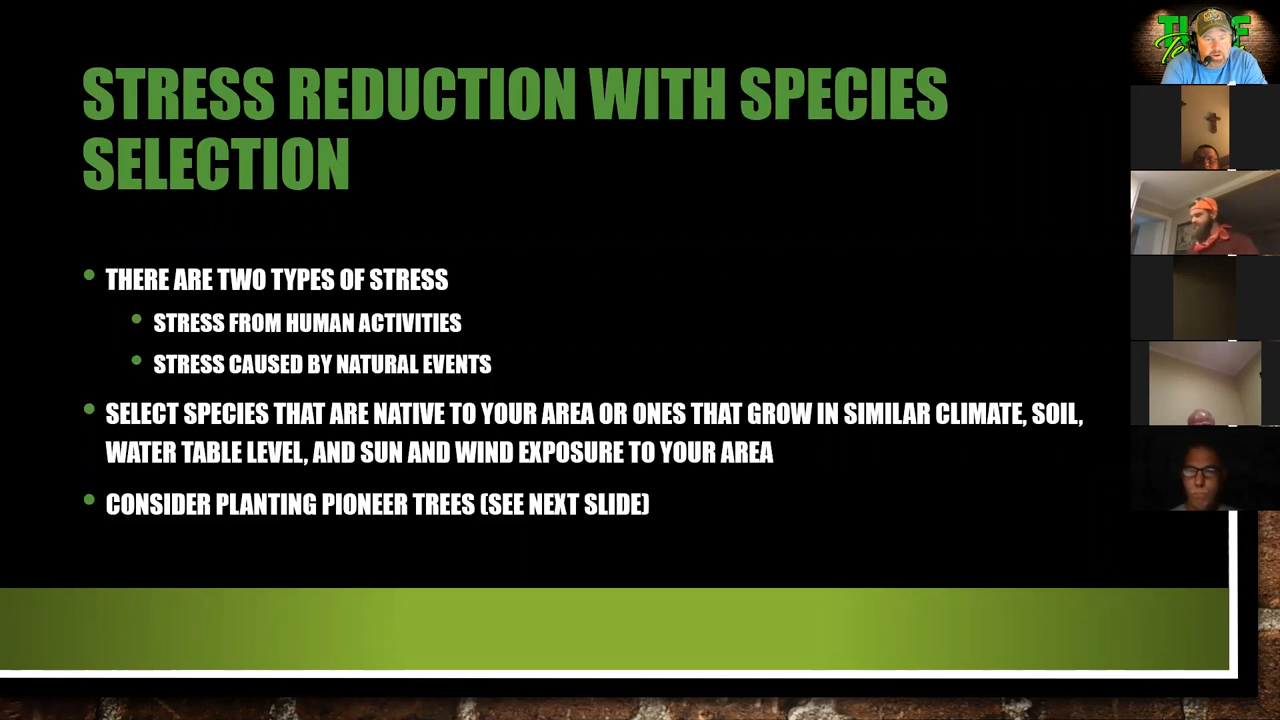 STRESS REDUCTION WITH SPECIES
SELECTION
THERE ARE TWO TYPES OF STRESS
STRESS FROM HUMAN ACTIVITIES
STRESS CAUSED BY NATURAL EVENTS
SELECT SPECIES THAT ARE NATIVE TO YOUR AREA OR ONES THAT GROW IN SIMILAR CLIMATE, SOIL,
WATER TABLE LEVEL, AND SUN AND WIND EXPOSURE TO YOUR AREA
CONSIDER PLANTING PIONEER TREES (SEE NEXT SLIDE)